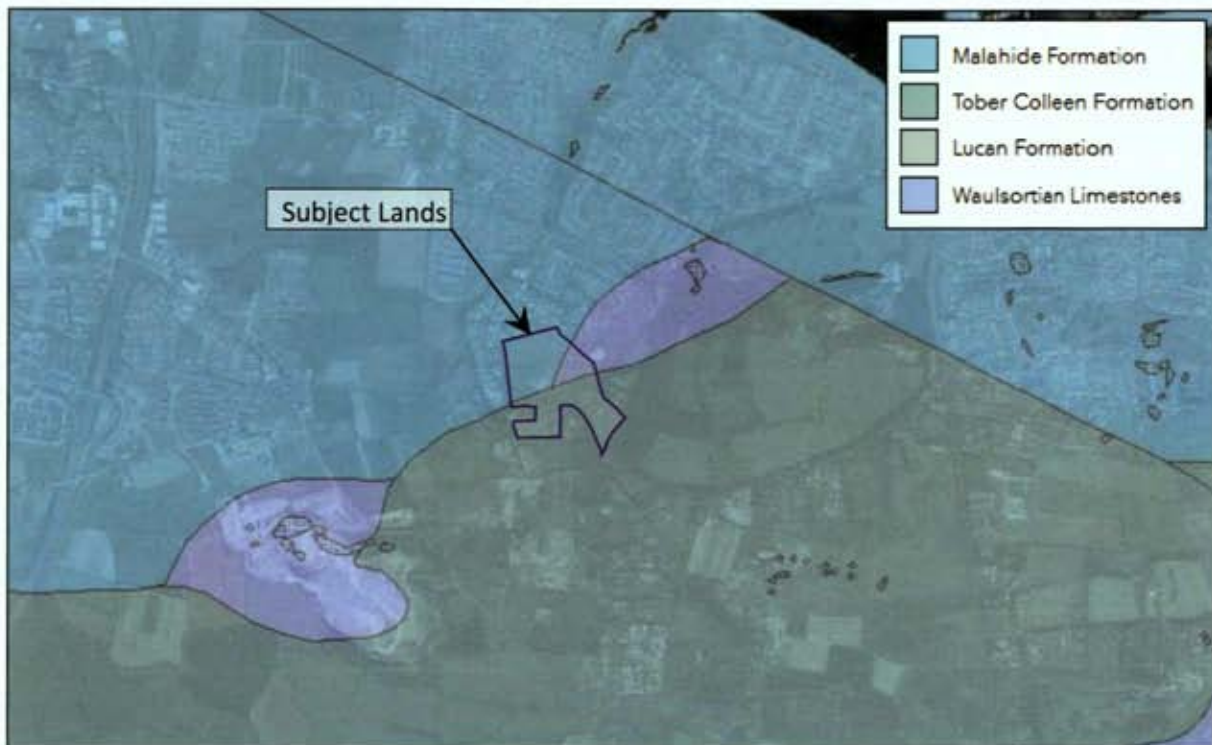 Malahide Formation
Tober Colleen Formation
Lucan Formation
Waulsortian Limestones
Subject Lands